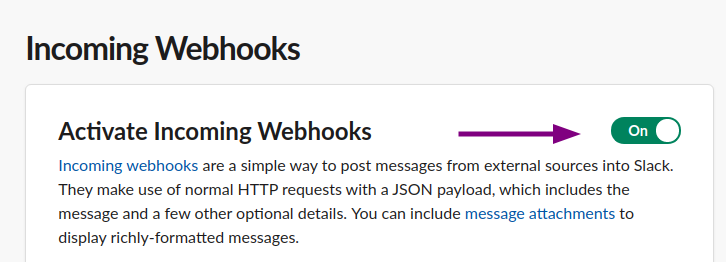 Incoming Webhooks
Activate Incoming Webhooks
On
Incoming webhooks are a simple way to post messages from external sources into Slack.
They make use of normal HTTP requests with a JSON payload, which includes the
message and a few other optional details. You can include message attachments to
display richly-formatted messages.